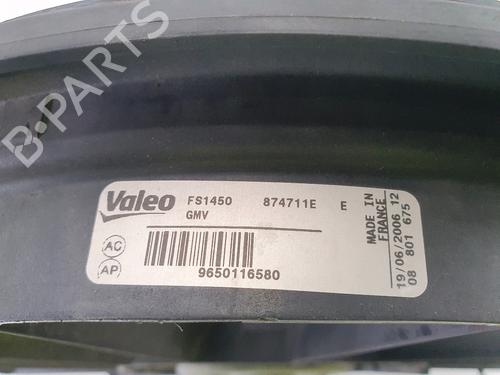 B-PARTS
Valeo FS1450 874711E E
GMV
AC
AP
9650116580
MADE IN
FRANCE
19/06/2006 12
08 801 675